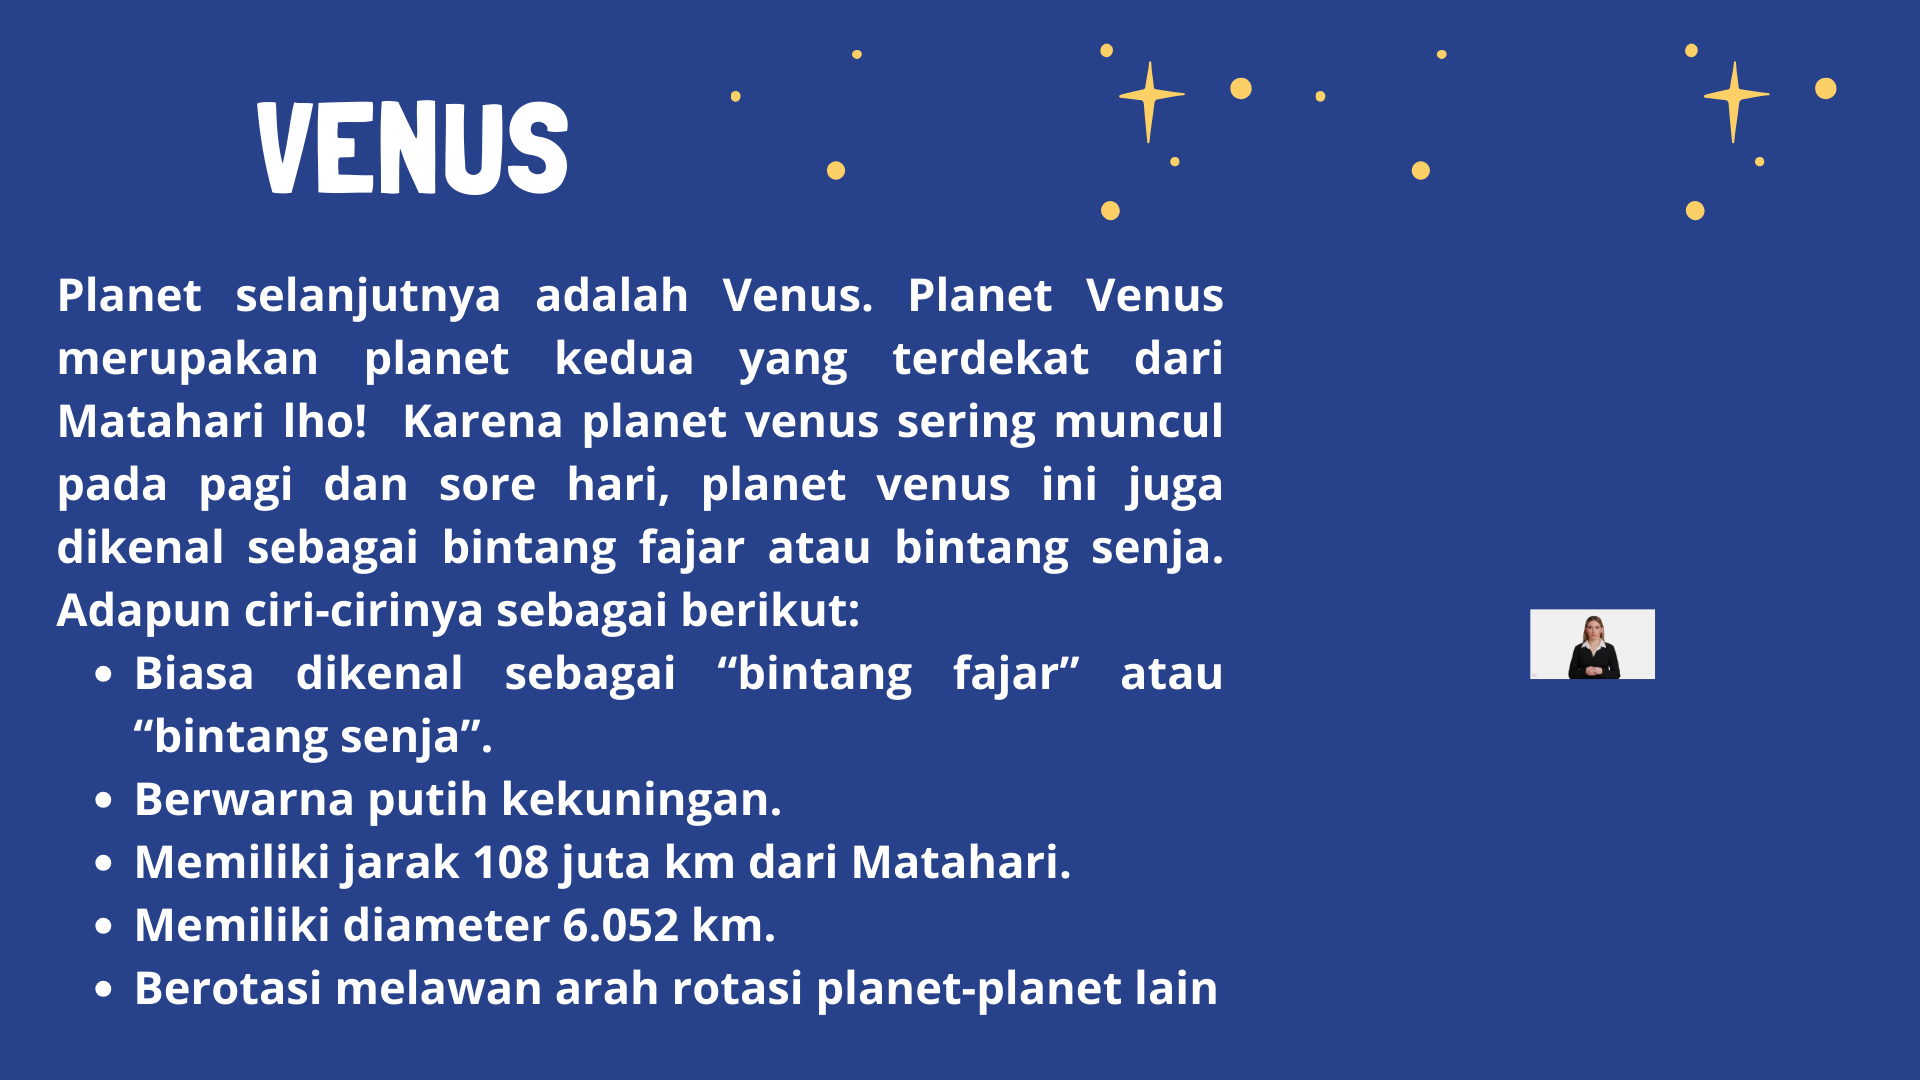 VENUS
Planet selanjutnya adalah Venus. Planet Venus
merupakan planet kedua yang terdekat dari
Matahari lho!  Karena planet venus sering muncul
pada pagi dan sore hari, planet venus ini juga
dikenal sebagai bintang fajar atau bintang senja.
Adapun ciri-cirinya sebagai berikut:
• Biasa dikenal sebagai “bintang fajar” atau
“bintang senja”.
• Berwarna putih kekuningan.
• Memiliki jarak 108 juta km dari Matahari.
• Memiliki diameter 6.052 km.
• Berotasi melawan arah rotasi planet-planet lain